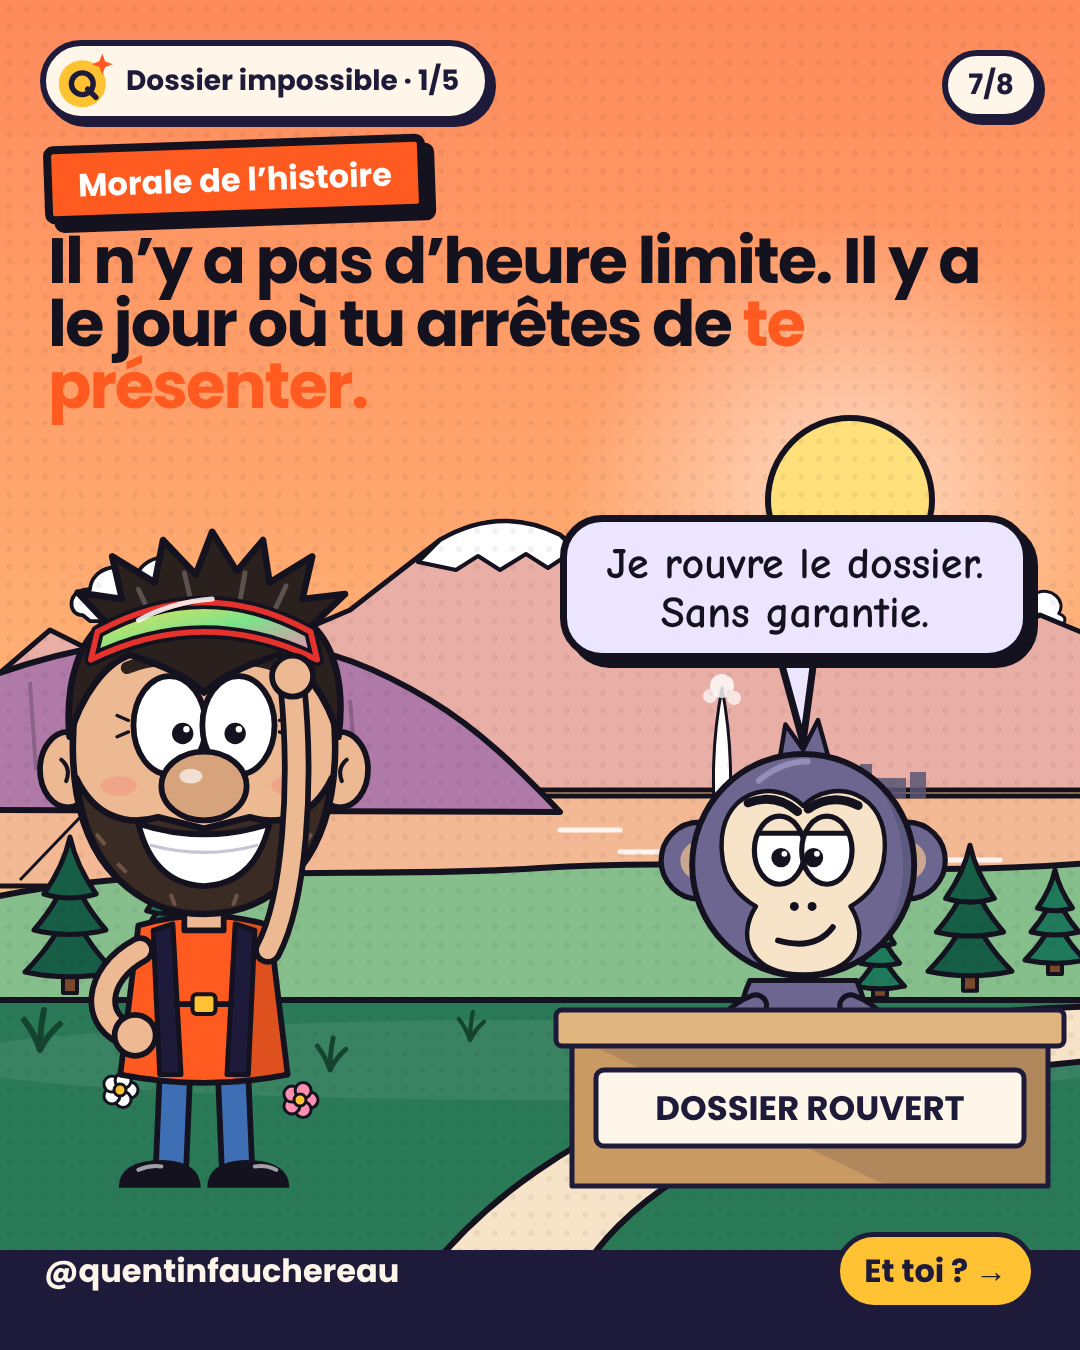 Q
Dossier impossible · 1/5
7/8
Morale de l’histoire
Il n’y a pas d’heure limite. Il y a
le jour où tu arrêtes de te
présenter.
Je rouvre le dossier.
Sans garantie.
DOSSIER ROUVERT
@quentinfauchereau
Et toi ? →